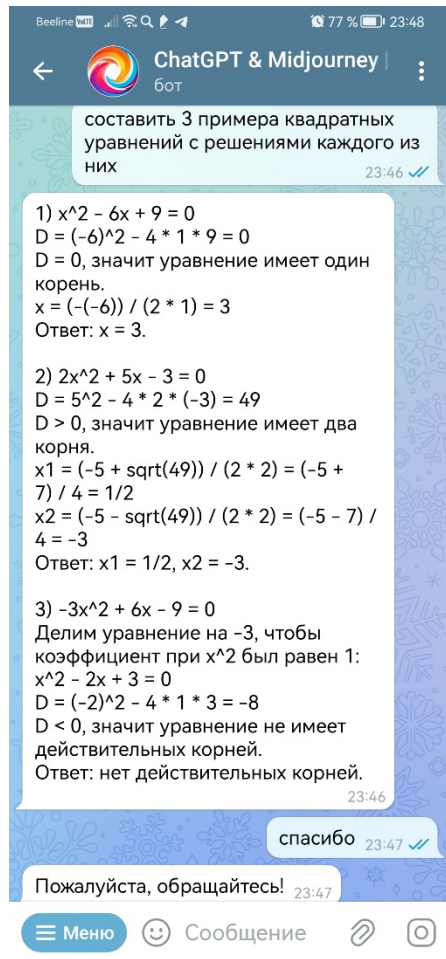 Beeline VoLTE 77 % 23:48
ChatGPT & Midjourney |
бот
составить 3 примера квадратных
уравнений с решениями каждого из
них 23:46
1) x^2 - 6x + 9 = 0
D = (-6)^2 - 4 * 1 * 9 = 0
D = 0, значит уравнение имеет один
корень.
x = (-(-6)) / (2 * 1) = 3
Ответ: x = 3.
2) 2x^2 + 5x - 3 = 0
D = 5^2 - 4 * 2 * (-3) = 49
D > 0, значит уравнение имеет два
корня.
x1 = (-5 + sqrt(49)) / (2 * 2) = (-5 +
7) / 4 = 1/2
x2 = (-5 - sqrt(49)) / (2 * 2) = (-5 - 7) /
4 = -3
Ответ: x1 = 1/2, x2 = -3.
3) -3x^2 + 6x - 9 = 0
Делим уравнение на -3, чтобы
коэффициент при x^2 был равен 1:
x^2 - 2x + 3 = 0
D = (-2)^2 - 4 * 1 * 3 = -8
D < 0, значит уравнение не имеет
действительных корней.
Ответ: нет действительных корней.
23:46
спасибо 23:47
Пожалуйста, обращайтесь! 23:47
Меню Сообщение